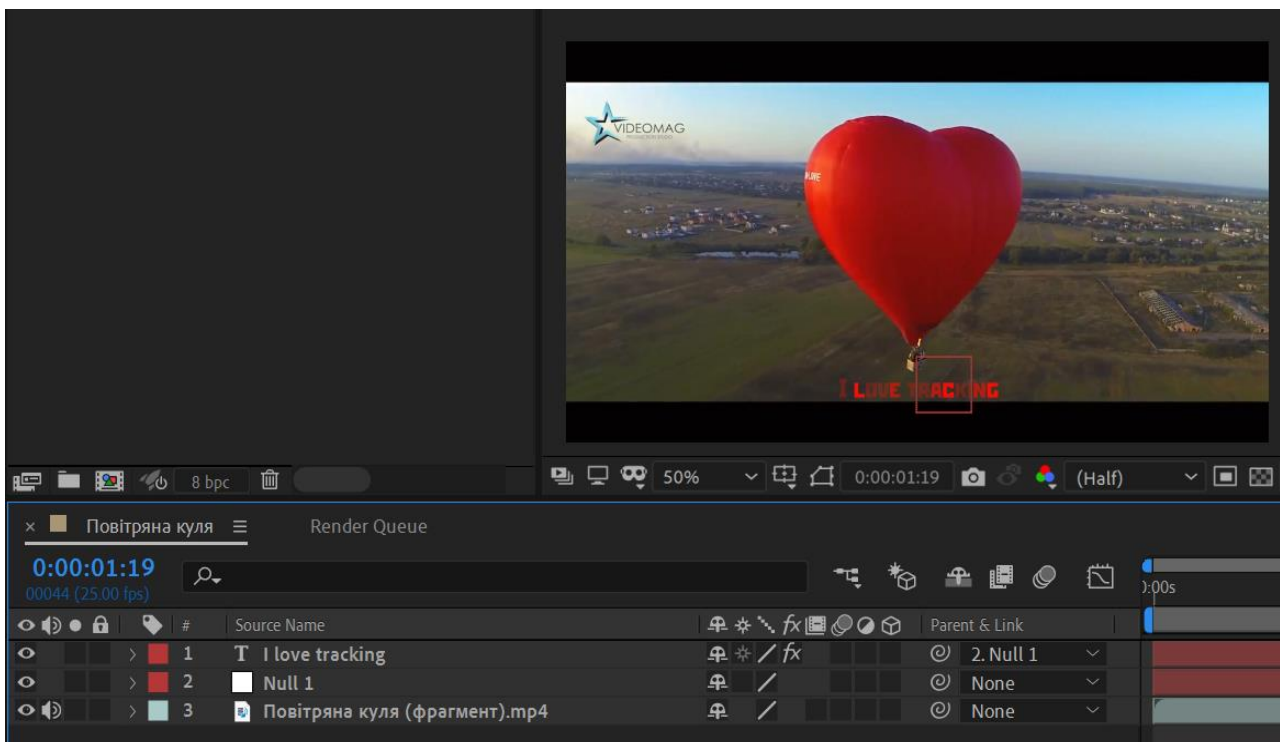 VIDEOMAG
I LOVE TRACKING
8 bpc
50%
0:00:01:19
(Half)
Повітряна куля
Render Queue
0:00:01:19
00044 (25.00 fps)
):00s
# Source Name
Parent & Link
1 T I love tracking
fx
2. Null 1
2 Null 1
None
3 Повітряна куля (фрагмент).mp4
None